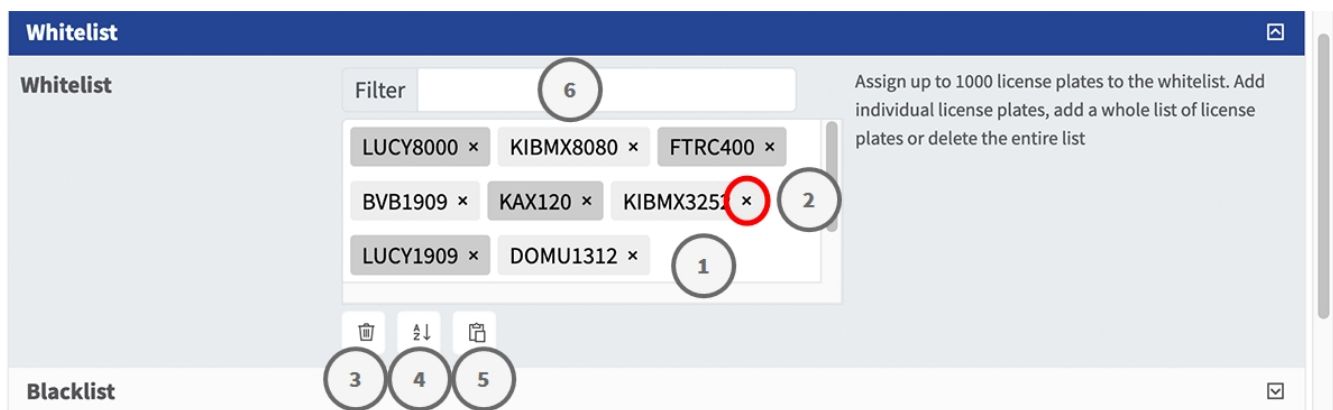 Whitelist
Whitelist
Filter
6
Assign up to 1000 license plates to the whitelist. Add
individual license plates, add a whole list of license
plates or delete the entire list
LUCY8000 × KIBMX8080 × FTRC400 ×
BVB1909 × KAX120 × KIBMX3252 × 2
LUCY1909 × DOMU1312 × 1
A
Z↓
3 4 5
Blacklist